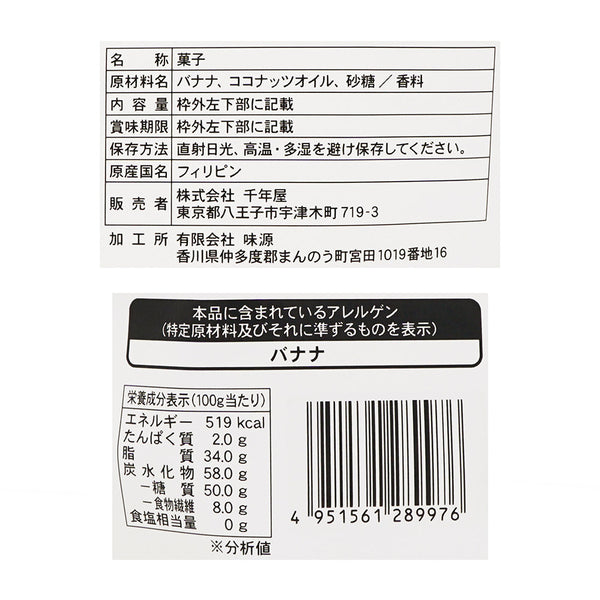 名称 菓子
原材料名 バナナ、ココナッツオイル、砂糖／香料
内容量 枠外左下部に記載
賞味期限 枠外左下部に記載
保存方法 直射日光、高温・多湿を避け保存してください。
原産国名 フィリピン
販売者 株式会社 千年屋
東京都八王子市宇津木町719-3
加工所 有限会社 味源
香川県仲多度郡まんのう町宮田1019番地16
本品に含まれているアレルゲン
(特定原材料及びそれに準ずるものを表示)
バナナ
栄養成分表示(100g当たり)
エネルギー 519 kcal
たんぱく質 2.0 g
脂質 34.0 g
炭水化物 58.0 g
－糖質 50.0 g
－食物繊維 8.0 g
食塩相当量 0 g
※分析値
4 951561 289976